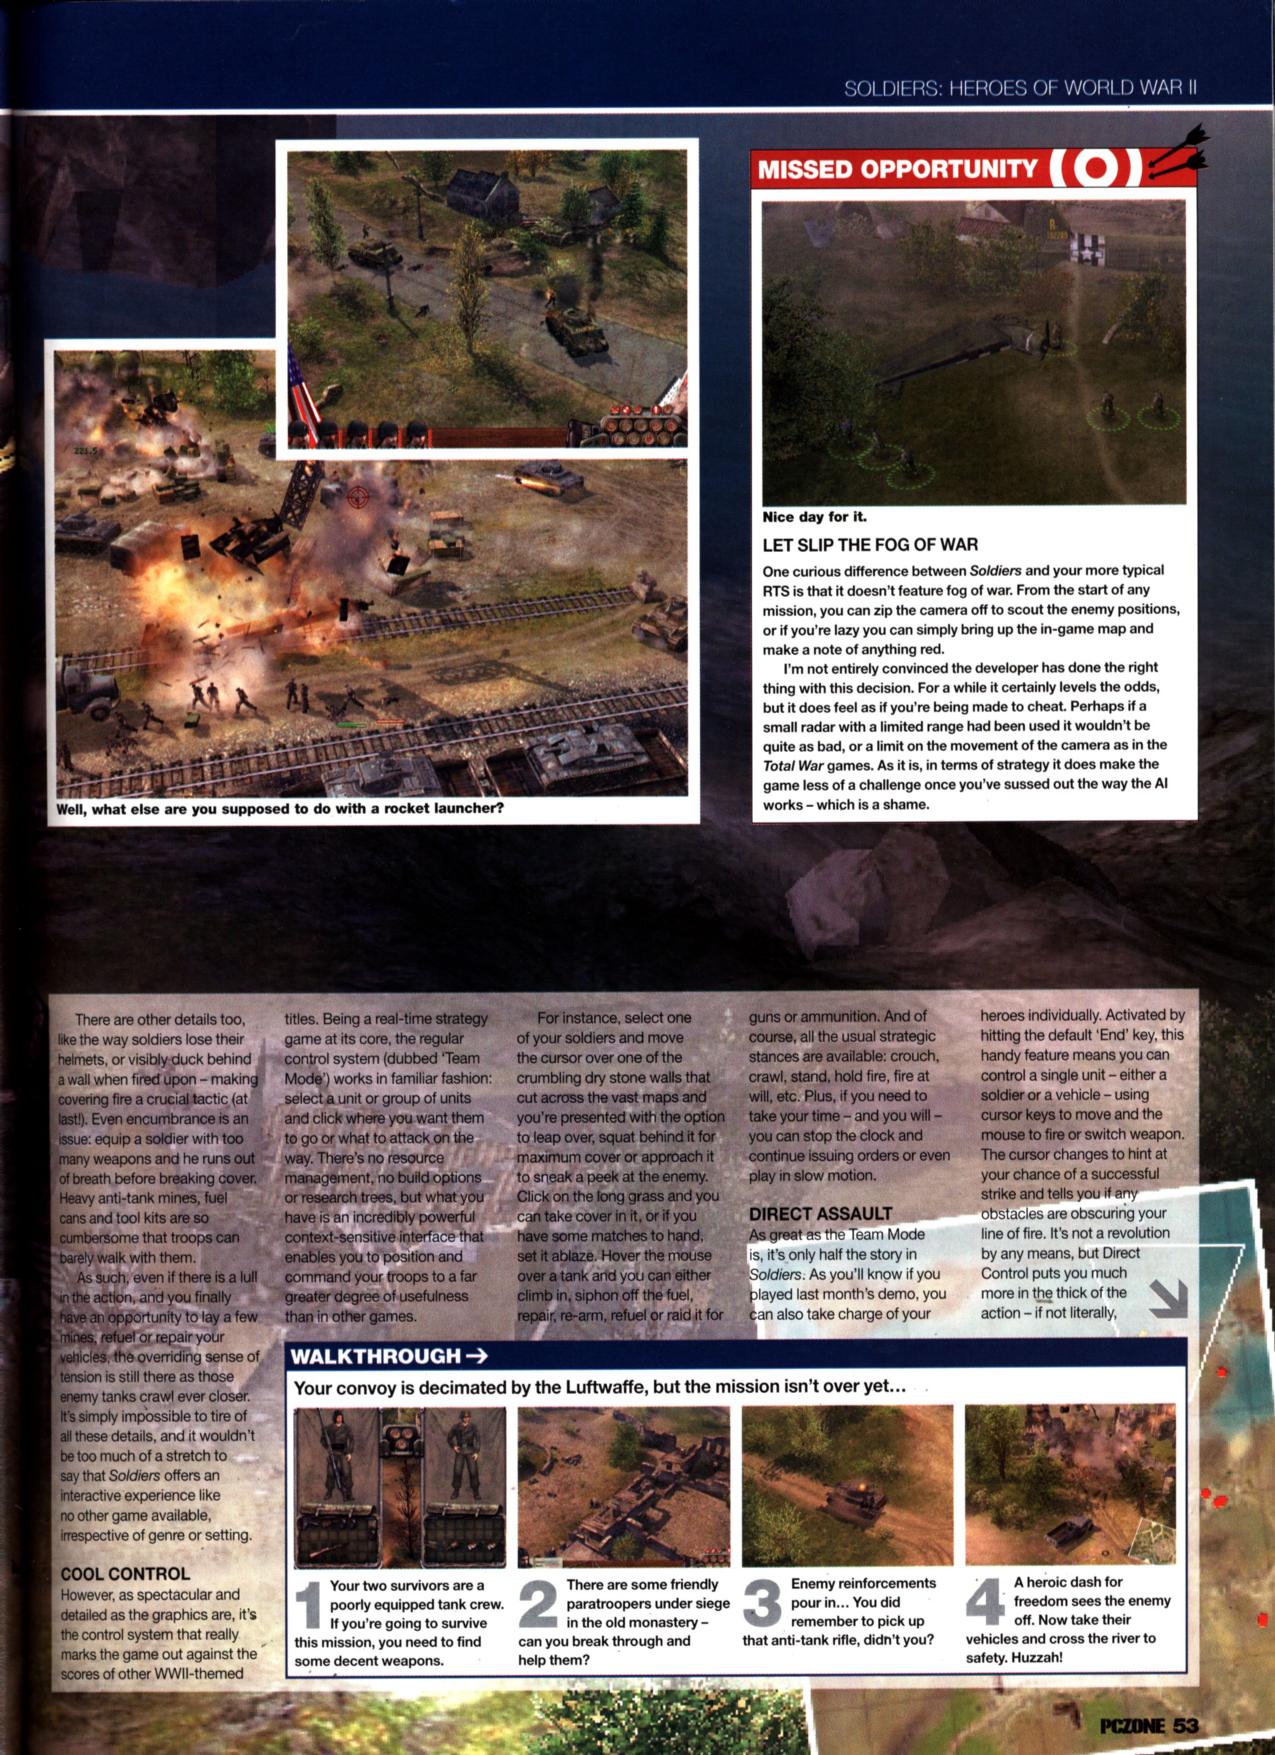 SOLDIERS: HEROES OF WORLD WAR II
MISSED OPPORTUNITY
Nice day for it.
LET SLIP THE FOG OF WAR
One curious difference between Soldiers and your more typical
RTS is that it doesn't feature fog of war. From the start of any
mission, you can zip the camera off to scout the enemy positions,
or if you're lazy you can simply bring up the in-game map and
make a note of anything red.
I'm not entirely convinced the developer has done the right
thing with this decision. For a while it certainly levels the odds,
but it does feel as if you're being made to cheat. Perhaps if a
small radar with a limited range had been used it wouldn't be
quite as bad, or a limit on the movement of the camera as in the
Total War games. As it is, in terms of strategy it does make the
game less of a challenge once you've sussed out the way the AI
works – which is a shame.
221.5
Well, what else are you supposed to do with a rocket launcher?
There are other details too,
like the way soldiers lose their
helmets, or visibly duck behind
a wall when fired upon – making
covering fire a crucial tactic (at
last!). Even encumbrance is an
issue: equip a soldier with too
many weapons and he runs out
of breath before breaking cover.
Heavy anti-tank mines, fuel
cans and tool kits are so
cumbersome that troops can
barely walk with them.
As such, even if there is a lull
in the action, and you finally
have an opportunity to lay a few
mines, refuel or repair your
vehicles, the overriding sense of
tension is still there as those
enemy tanks crawl ever closer.
It's simply impossible to tire of
all these details, and it wouldn't
be too much of a stretch to
say that Soldiers offers an
interactive experience like
no other game available,
irrespective of genre or setting.
COOL CONTROL
However, as spectacular and
detailed as the graphics are, it's
the control system that really
marks the game out against the
scores of other WWII-themed
titles. Being a real-time strategy
game at its core, the regular
control system (dubbed 'Team
Mode') works in familiar fashion:
select a unit or group of units
and click where you want them
to go or what to attack on the
way. There's no resource
management, no build options
or research trees, but what you
have is an incredibly powerful
context-sensitive interface that
enables you to position and
command your troops to a far
greater degree of usefulness
than in other games.
For instance, select one
of your soldiers and move
the cursor over one of the
crumbling dry stone walls that
cut across the vast maps and
you're presented with the option
to leap over, squat behind it for
maximum cover or approach it
to sneak a peek at the enemy.
Click on the long grass and you
can take cover in it, or if you
have some matches to hand,
set it ablaze. Hover the mouse
over a tank and you can either
climb in, siphon off the fuel,
repair, re-arm, refuel or raid it for
guns or ammunition. And of
course, all the usual strategic
stances are available: crouch,
crawl, stand, hold fire, fire at
will, etc. Plus, if you need to
take your time – and you will –
you can stop the clock and
continue issuing orders or even
play in slow motion.
DIRECT ASSAULT
As great as the Team Mode
is, it's only half the story in
Soldiers. As you'll know if you
played last month's demo, you
can also take charge of your
heroes individually. Activated by
hitting the default 'End' key, this
handy feature means you can
control a single unit – either a
soldier or a vehicle – using
cursor keys to move and the
mouse to fire or switch weapon.
The cursor changes to hint at
your chance of a successful
strike and tells you if any
obstacles are obscuring your
line of fire. It's not a revolution
by any means, but Direct
Control puts you much
more in the thick of the
action – if not literally,
WALKTHROUGH →
Your convoy is decimated by the Luftwaffe, but the mission isn't over yet...
1 Your two survivors are a
poorly equipped tank crew.
If you're going to survive
this mission, you need to find
some decent weapons.
2 There are some friendly
paratroopers under siege
in the old monastery –
can you break through and
help them?
3 Enemy reinforcements
pour in... You did
remember to pick up
that anti-tank rifle, didn't you?
4 A heroic dash for
freedom sees the enemy
off. Now take their
vehicles and cross the river to
safety. Huzzah!
PCZONE 53